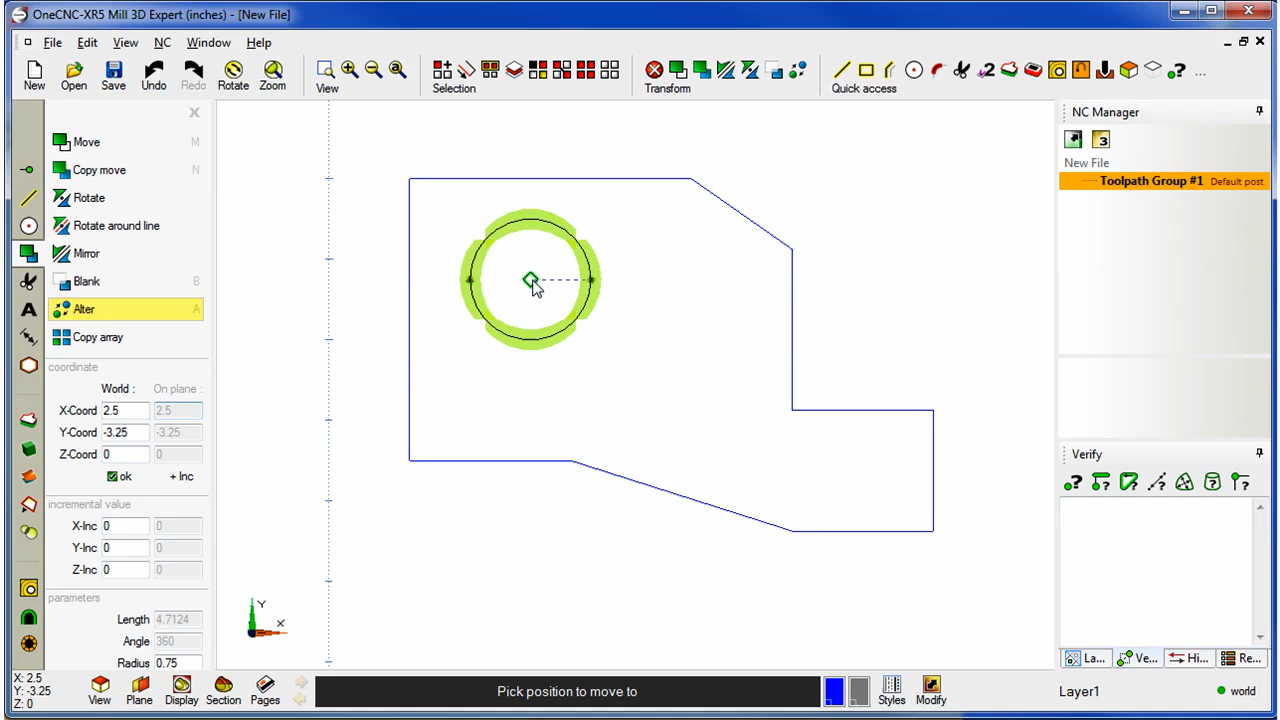 OneCNC-XR5 Mill 3D Expert (inches) - [New File]
File Edit View NC Window Help
New Open Save Undo Redo Rotate Zoom View Selection Transform Quick access ...
Move M
Copy move N
Rotate
Rotate around line
Mirror
Blank B
Alter A
Copy array
coordinate
World : On plane :
X-Coord 2.5 2.5
Y-Coord -3.25 -3.25
Z-Coord 0 0
ok + Inc
incremental value
X-Inc 0 0
Y-Inc 0 0
Z-Inc 0 0
parameters
Length 4.7124
Angle 360
Radius 0.75
Y
X
NC Manager
3
New File
Toolpath Group #1 Default post
Verify
La... Ve... Hi... Re...
X: 2.5
Y: -3.25
Z: 0
View Plane Display Section Pages
Pick position to move to
Styles Modify
Layer1 world